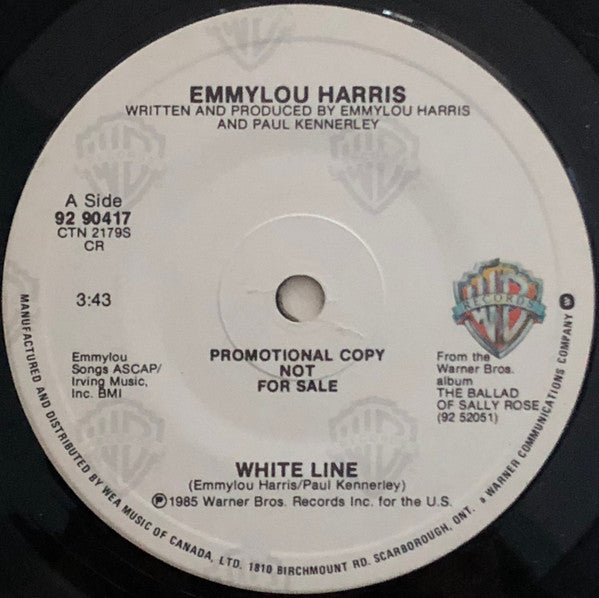 EMMYLOU HARRIS
WRITTEN AND PRODUCED BY EMMYLOU HARRIS
AND PAUL KENNERLEY
A Side
92 90417
CTN 2179S
CR
3:43
WB
RECORDS
Emmylou
Songs ASCAP/
Irving Music,
Inc. BMI
PROMOTIONAL COPY
NOT
FOR SALE
From the
Warner Bros.
album
THE BALLAD
OF SALLY ROSE
(92 52051)
WHITE LINE
(Emmylou Harris/Paul Kennerley)
Ⓟ1985 Warner Bros. Records Inc. for the U.S.
MANUFACTURED AND DISTRIBUTED BY WEA MUSIC OF CANADA, LTD. 1810 BIRCHMOUNT RD. SCARBOROUGH, ONT. a WARNER COMMUNICATIONS COMPANY